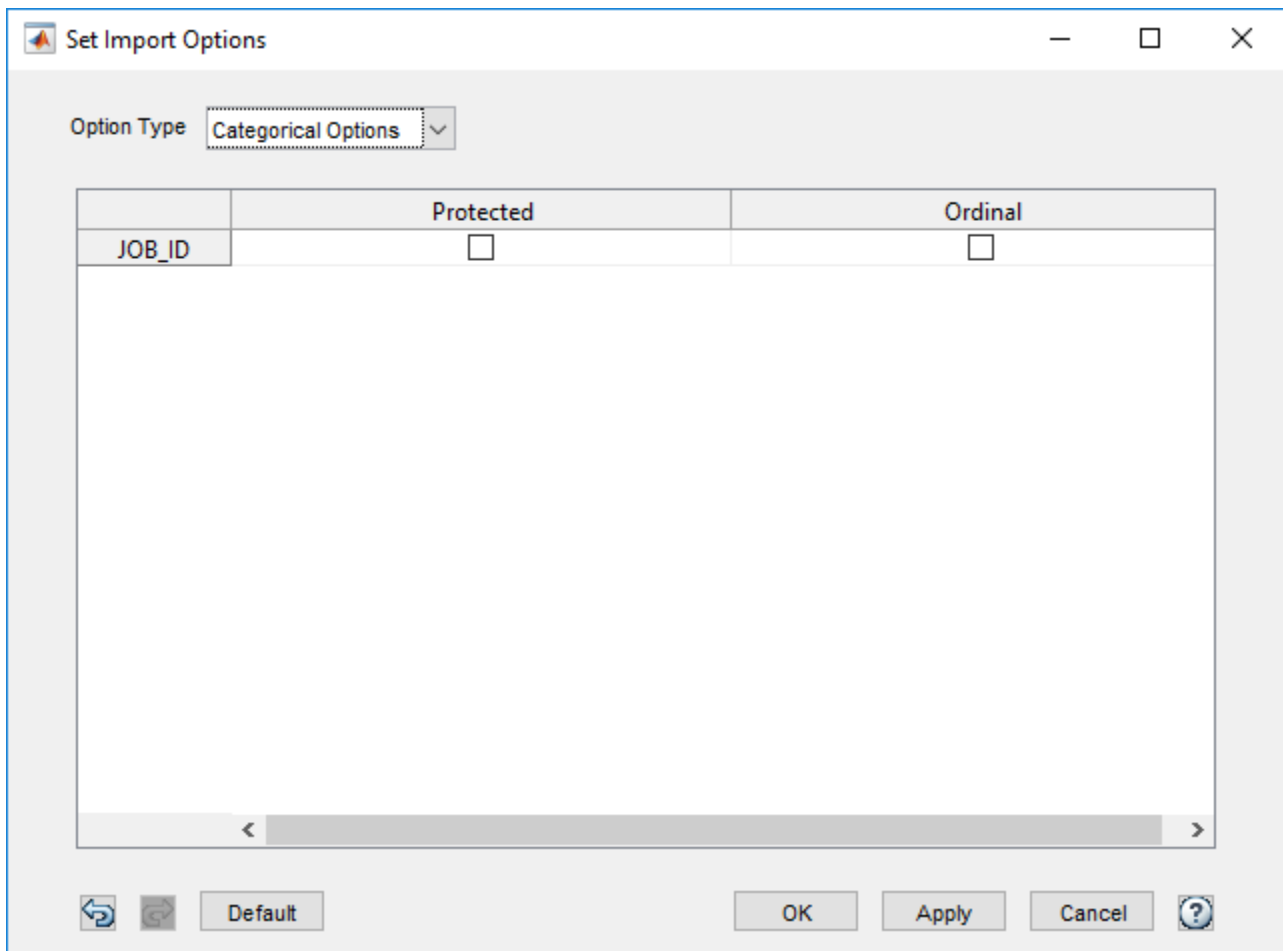 Set Import Options
Option Type Categorical Options
Protected Ordinal
JOB_ID
Default OK Apply Cancel ?